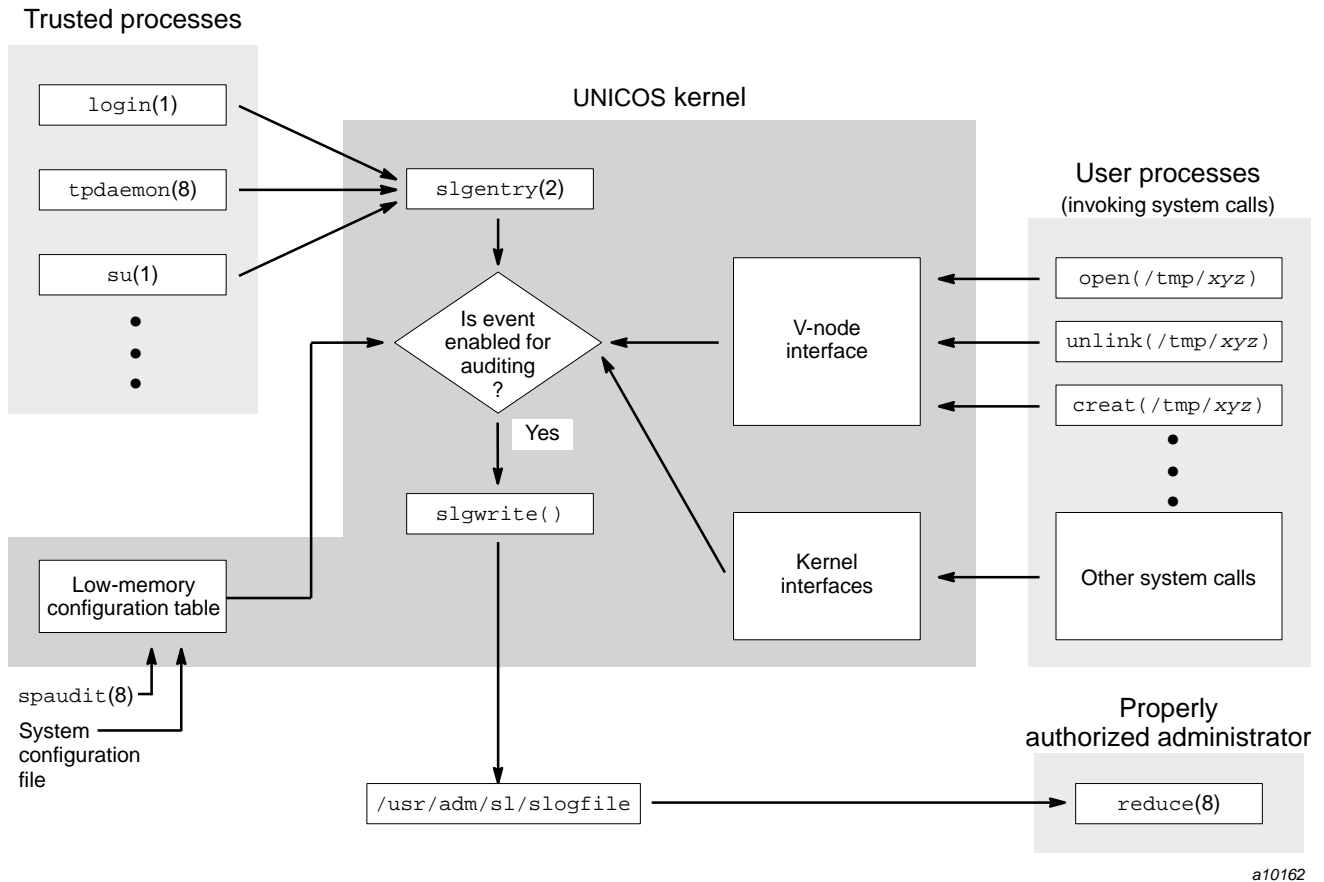 Trusted processes
login(1)
tpdaemon(8)
su(1)
UNICOS kernel
slgentry(2)
Is event
enabled for
auditing
?
Yes
slgwrite()
V-node
interface
Kernel
interfaces
User processes
(invoking system calls)
open(/tmp/xyz)
unlink(/tmp/xyz)
creat(/tmp/xyz)
Other system calls
Low-memory
configuration table
spaudit(8)
System
configuration
file
/usr/adm/sl/slogfile
Properly
authorized administrator
reduce(8)
a10162